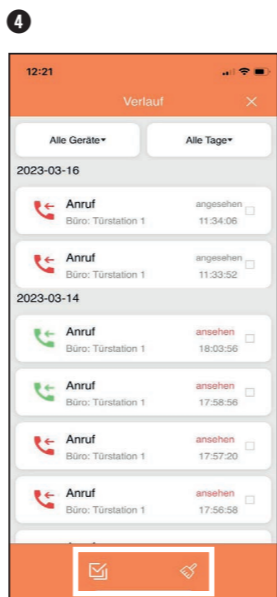 4
12:21
Verlauf
Alle Geräte
Alle Tage
2023-03-16
Anruf angesehen
Büro: Türstation 1 11:34:06
Anruf angesehen
Büro: Türstation 1 11:33:52
2023-03-14
Anruf ansehen
Büro: Türstation 1 18:03:56
Anruf ansehen
Büro: Türstation 1 17:58:56
Anruf ansehen
Büro: Türstation 1 17:57:20
Anruf ansehen
Büro: Türstation 1 17:56:58